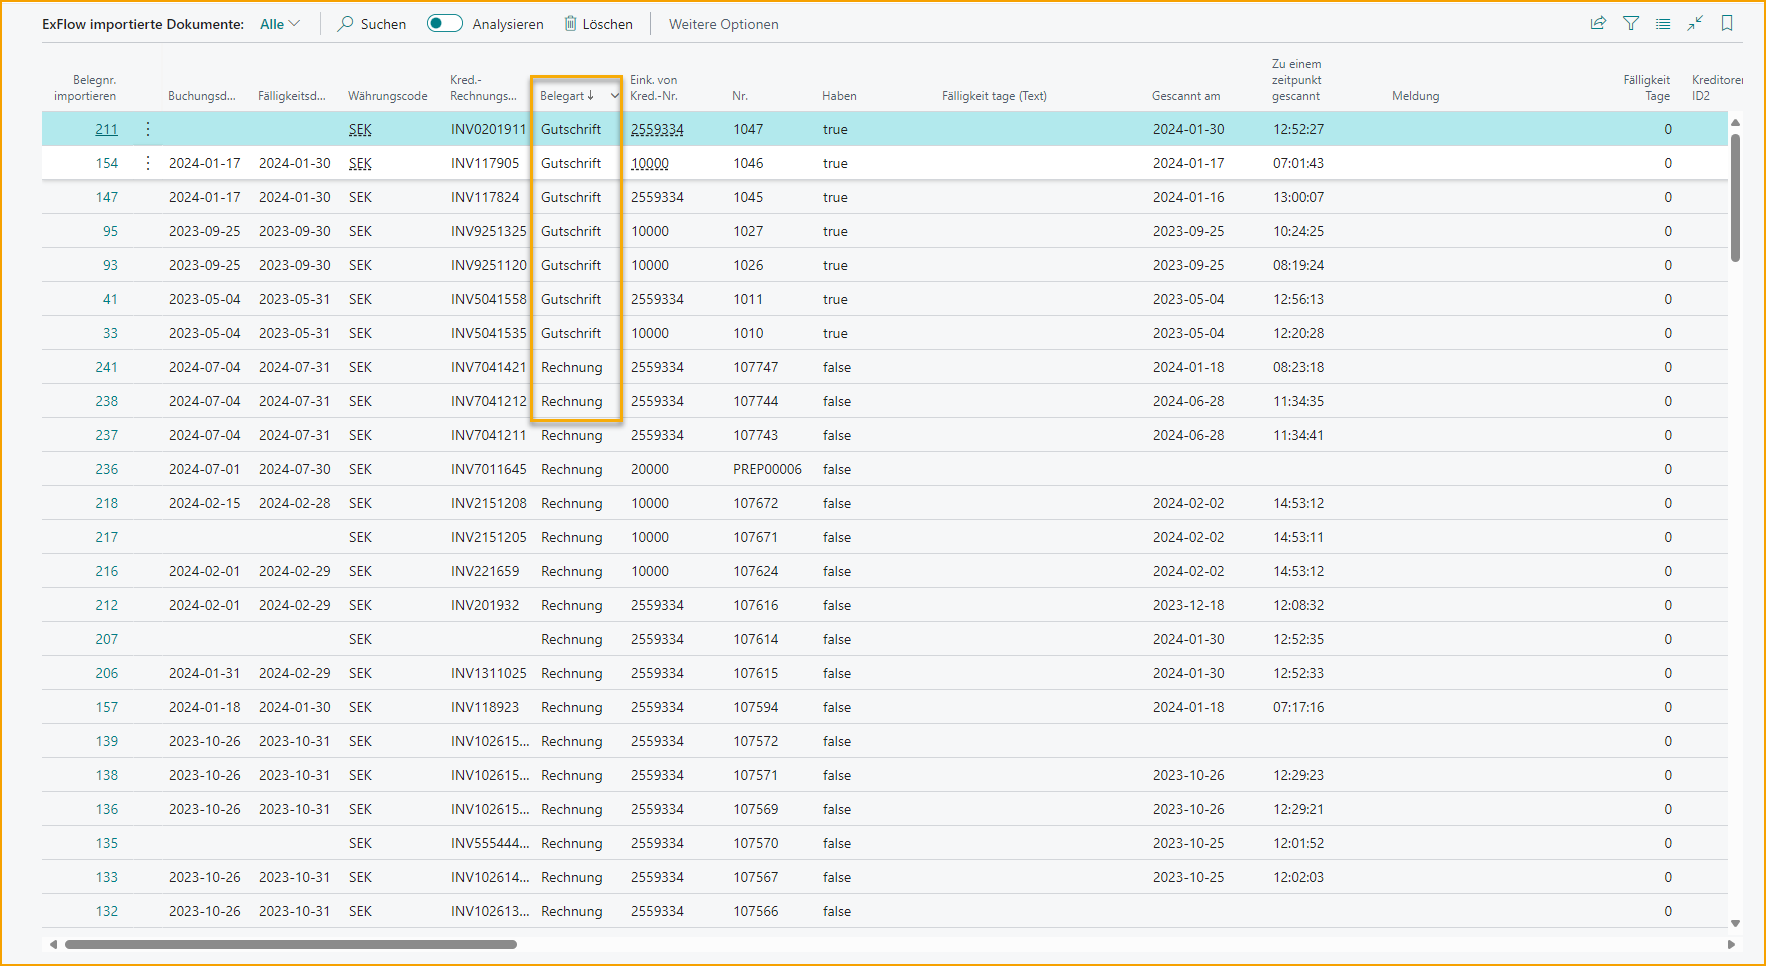 ExFlow importierte Dokumente: Alle Suchen Analysieren Löschen Weitere Optionen
Belegnr. importieren Buchungsd... Fälligkeitsd... Währungscode Kred.-Rechnungs... Belegart↓ Eink. von Kred.-Nr. Nr. Haben Fälligkeit tage (Text) Gescannt am Zu einem zeitpunkt gescannt Meldung Fälligkeit Tage Kreditoren ID2
211 SEK INV0201911 Gutschrift 2559334 1047 true 2024-01-30 12:52:27 0
154 2024-01-17 2024-01-30 SEK INV117905 Gutschrift 10000 1046 true 2024-01-17 07:01:43 0
147 2024-01-17 2024-01-30 SEK INV117824 Gutschrift 2559334 1045 true 2024-01-16 13:00:07 0
95 2023-09-25 2023-09-30 SEK INV9251325 Gutschrift 10000 1027 true 2023-09-25 10:24:25 0
93 2023-09-25 2023-09-30 SEK INV9251120 Gutschrift 10000 1026 true 2023-09-25 08:19:24 0
41 2023-05-04 2023-05-31 SEK INV5041558 Gutschrift 2559334 1011 true 2023-05-04 12:56:13 0
33 2023-05-04 2023-05-31 SEK INV5041535 Gutschrift 10000 1010 true 2023-05-04 12:20:28 0
241 2024-07-04 2024-07-31 SEK INV7041421 Rechnung 2559334 107747 false 2024-01-18 08:23:18 0
238 2024-07-04 2024-07-31 SEK INV7041212 Rechnung 2559334 107744 false 2024-06-28 11:34:35 0
237 2024-07-04 2024-07-31 SEK INV7041211 Rechnung 2559334 107743 false 2024-06-28 11:34:41 0
236 2024-07-01 2024-07-30 SEK INV7011645 Rechnung 20000 PREP00006 false 0
218 2024-02-15 2024-02-28 SEK INV2151208 Rechnung 10000 107672 false 2024-02-02 14:53:12 0
217 SEK INV2151205 Rechnung 10000 107671 false 2024-02-02 14:53:11 0
216 2024-02-01 2024-02-29 SEK INV221659 Rechnung 10000 107624 false 2024-02-02 14:53:12 0
212 2024-02-01 2024-02-29 SEK INV201932 Rechnung 2559334 107616 false 2023-12-18 12:08:32 0
207 SEK Rechnung 2559334 107614 false 2024-01-30 12:52:35 0
206 2024-01-31 2024-02-29 SEK INV1311025 Rechnung 2559334 107615 false 2024-01-30 12:52:33 0
157 2024-01-18 2024-01-30 SEK INV118923 Rechnung 2559334 107594 false 2024-01-18 07:17:16 0
139 2023-10-26 2023-10-31 SEK INV102615... Rechnung 2559334 107572 false 0
138 2023-10-26 2023-10-31 SEK INV102615... Rechnung 2559334 107571 false 2023-10-26 12:29:23 0
136 2023-10-26 2023-10-31 SEK INV102615... Rechnung 2559334 107569 false 2023-10-26 12:29:21 0
135 SEK INV555444... Rechnung 2559334 107570 false 2023-10-25 12:01:52 0
133 2023-10-26 2023-10-31 SEK INV102614... Rechnung 2559334 107567 false 2023-10-25 12:02:03 0
132 2023-10-26 2023-10-31 SEK INV102613... Rechnung 2559334 107566 false 0